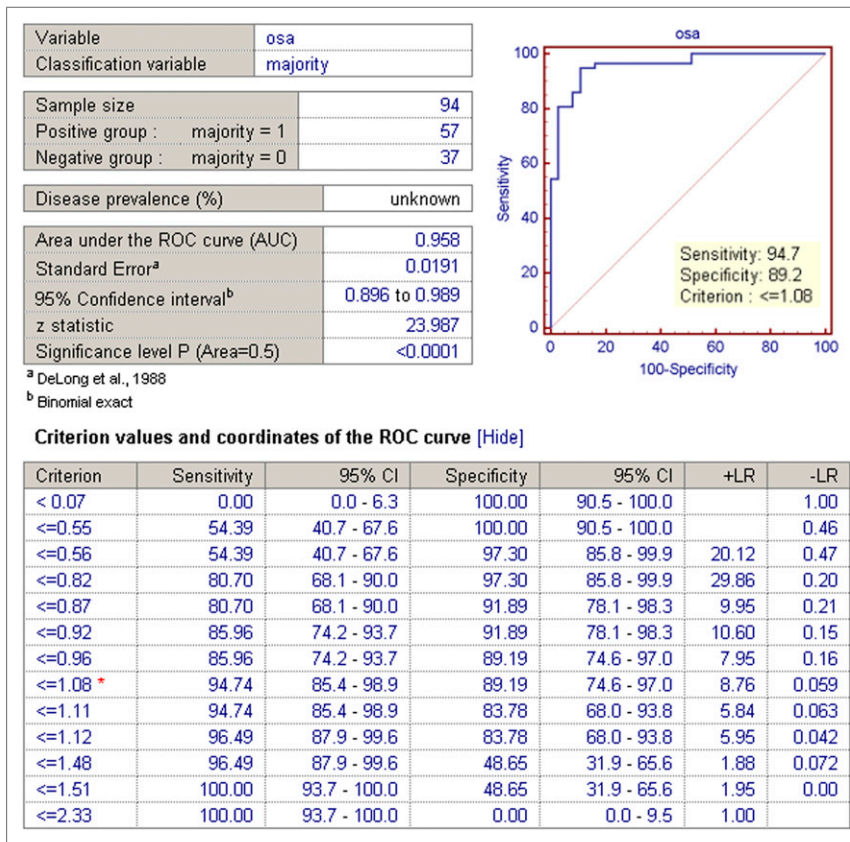 Variable osa
Classification variable majority
Sample size 94
Positive group : majority = 1 57
Negative group : majority = 0 37
Disease prevalence (%) unknown
Area under the ROC curve (AUC) 0.958
Standard Errorᵃ 0.0191
95% Confidence intervalᵇ 0.896 to 0.989
z statistic 23.987
Significance level P (Area=0.5) <0.0001
ᵃ DeLong et al., 1988
ᵇ Binomial exact
osa
100
80
60
40
20
0
Sensitivity
Sensitivity: 94.7
Specificity: 89.2
Criterion : <=1.08
0 20 40 60 80 100
100-Specificity
Criterion values and coordinates of the ROC curve [Hide]
Criterion Sensitivity 95% CI Specificity 95% CI +LR -LR
< 0.07 0.00 0.0 - 6.3 100.00 90.5 - 100.0 1.00
<=0.55 54.39 40.7 - 67.6 100.00 90.5 - 100.0 0.46
<=0.56 54.39 40.7 - 67.6 97.30 85.8 - 99.9 20.12 0.47
<=0.82 80.70 68.1 - 90.0 97.30 85.8 - 99.9 29.86 0.20
<=0.87 80.70 68.1 - 90.0 91.89 78.1 - 98.3 9.95 0.21
<=0.92 85.96 74.2 - 93.7 91.89 78.1 - 98.3 10.60 0.15
<=0.96 85.96 74.2 - 93.7 89.19 74.6 - 97.0 7.95 0.16
<=1.08 * 94.74 85.4 - 98.9 89.19 74.6 - 97.0 8.76 0.059
<=1.11 94.74 85.4 - 98.9 83.78 68.0 - 93.8 5.84 0.063
<=1.12 96.49 87.9 - 99.6 83.78 68.0 - 93.8 5.95 0.042
<=1.48 96.49 87.9 - 99.6 48.65 31.9 - 65.6 1.88 0.072
<=1.51 100.00 93.7 - 100.0 48.65 31.9 - 65.6 1.95 0.00
<=2.33 100.00 93.7 - 100.0 0.00 0.0 - 9.5 1.00